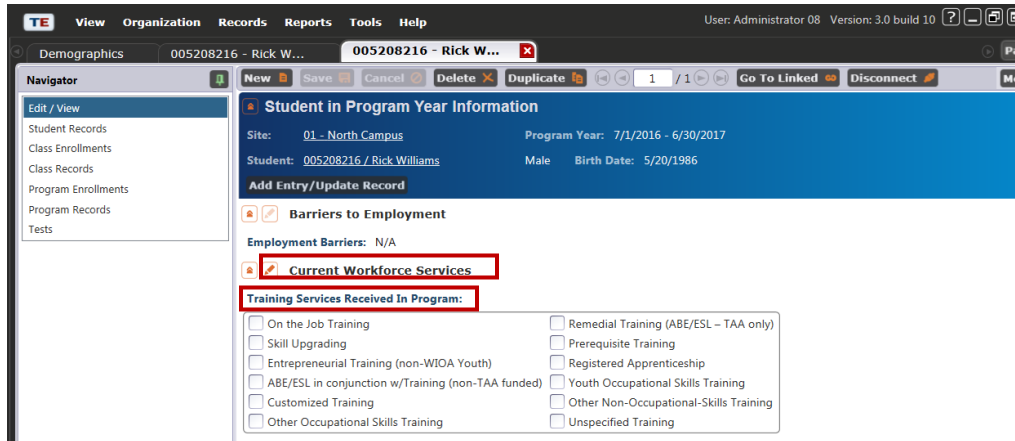 TE View Organization Records Reports Tools Help User: Administrator 08 Version: 3.0 build 10 ?
Demographics 005208216 - Rick W... 005208216 - Rick W... X
Navigator New Save Cancel Delete Duplicate 1 / 1 Go To Linked Disconnect
Edit / View
Student Records
Class Enrollments
Class Records
Program Enrollments
Program Records
Tests
Student in Program Year Information
Site: 01 - North Campus Program Year: 7/1/2016 - 6/30/2017
Student: 005208216 / Rick Williams Male Birth Date: 5/20/1986
Add Entry/Update Record
Barriers to Employment
Employment Barriers: N/A
Current Workforce Services
Training Services Received In Program:
On the Job Training Remedial Training (ABE/ESL – TAA only)
Skill Upgrading Prerequisite Training
Entrepreneurial Training (non-WIOA Youth) Registered Apprenticeship
ABE/ESL in conjunction w/Training (non-TAA funded) Youth Occupational Skills Training
Customized Training Other Non-Occupational-Skills Training
Other Occupational Skills Training Unspecified Training